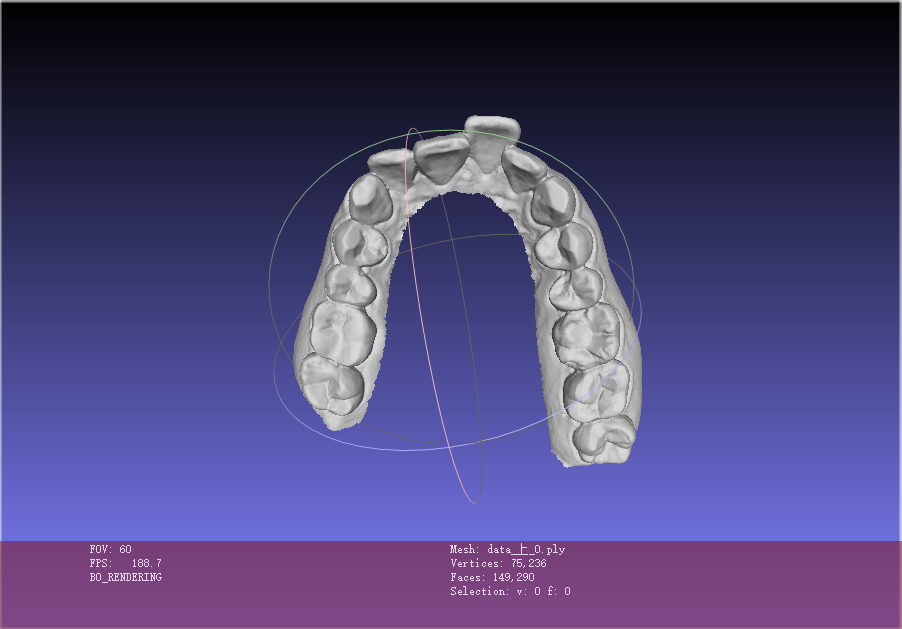 FOV: 60
FPS: 188.7
BO_RENDERING
Mesh: data_上_0.ply
Vertices: 75,236
Faces: 149,290
Selection: v: 0 f: 0